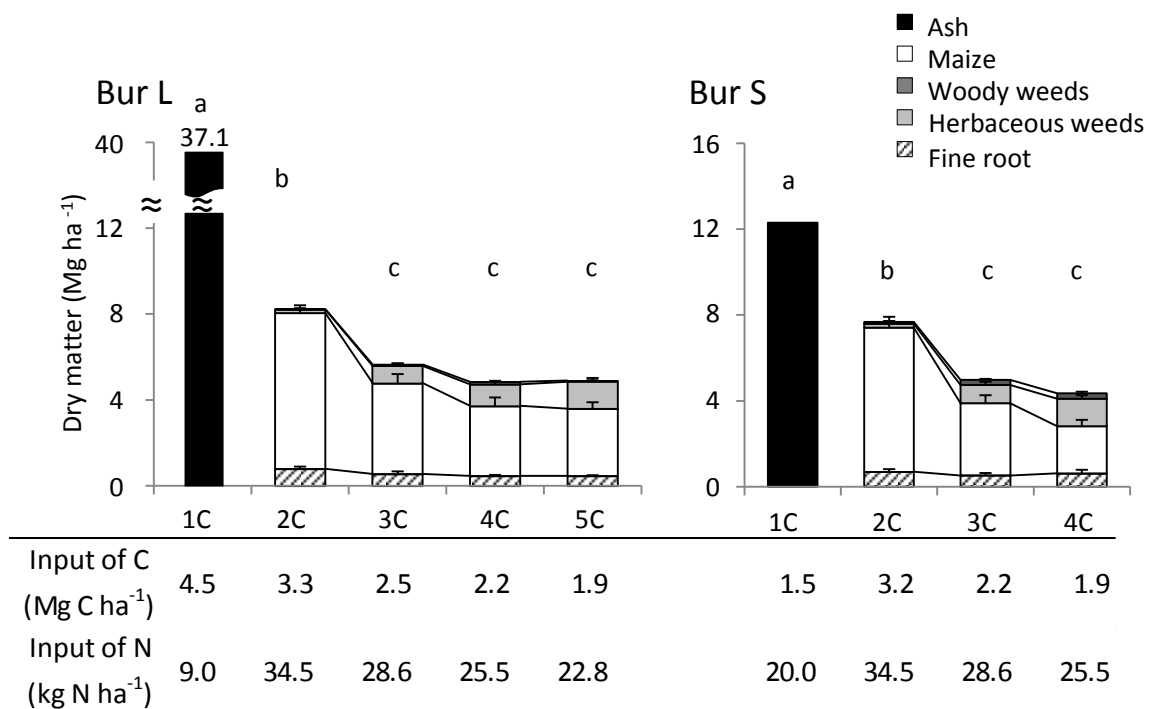 Ash
Maize
Woody weeds
Herbaceous weeds
Fine root
Bur L
Bur S
Dry matter (Mg ha⁻¹)
a
37.1
b
c
c
c
40
12
8
4
0
1C 2C 3C 4C 5C
a
b
c
c
16
12
8
4
0
1C 2C 3C 4C
Input of C
(Mg C ha⁻¹)
4.5 3.3 2.5 2.2 1.9 1.5 3.2 2.2 1.9
Input of N
(kg N ha⁻¹)
9.0 34.5 28.6 25.5 22.8 20.0 34.5 28.6 25.5